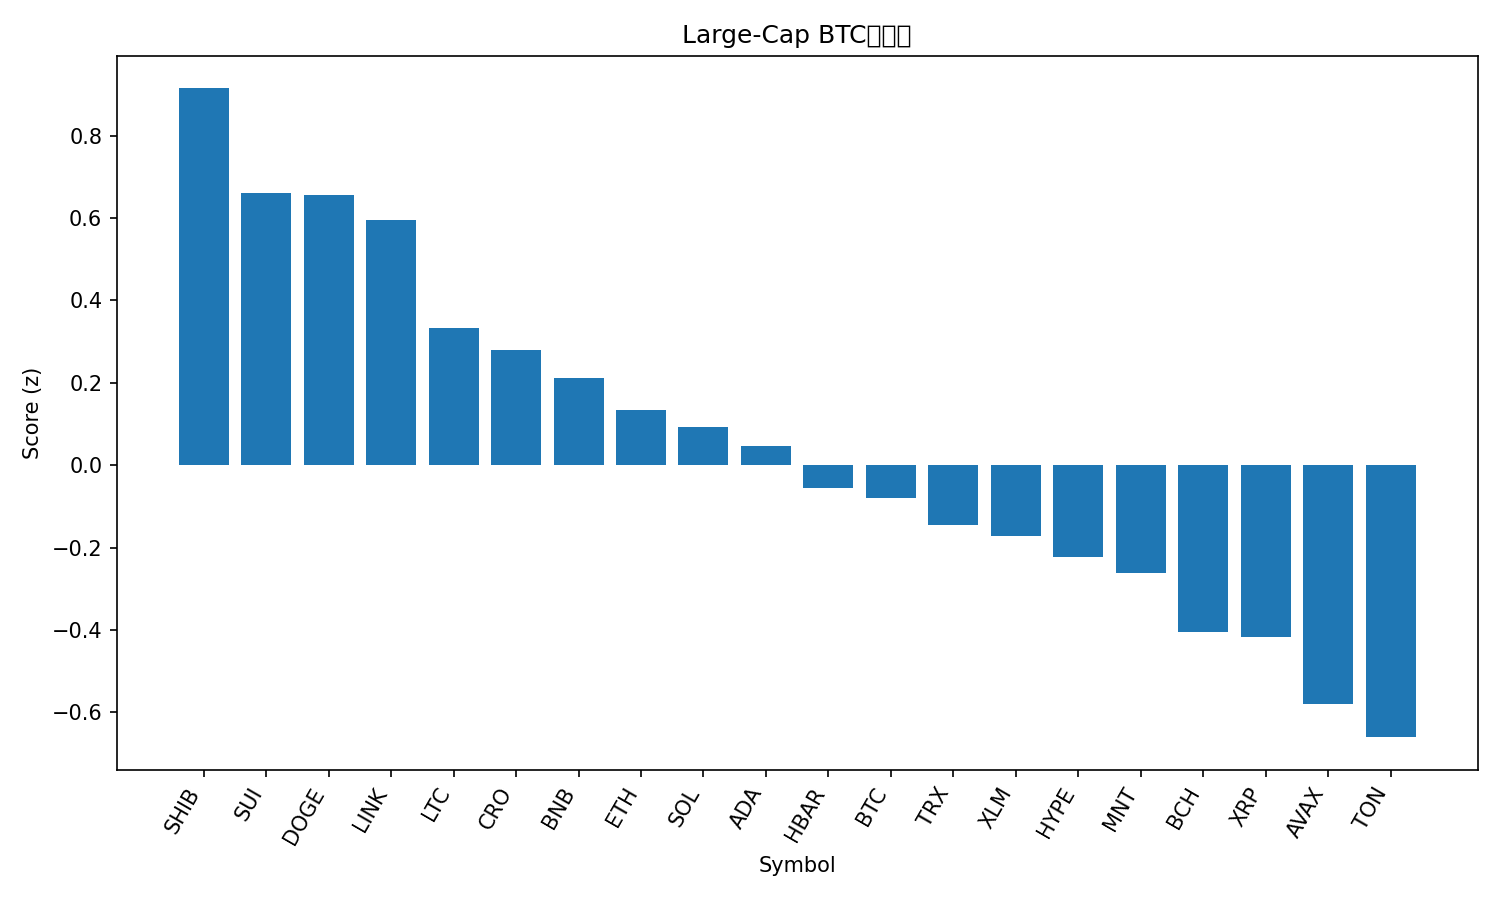 Large-Cap BTC
0.8
0.6
0.4
0.2
0.0
−0.2
−0.4
−0.6
Score (z)
SHIB
SUI
DOGE
LINK
LTC
CRO
BNB
ETH
SOL
ADA
HBAR
BTC
TRX
XLM
HYPE
MNT
BCH
XRP
AVAX
TON
Symbol